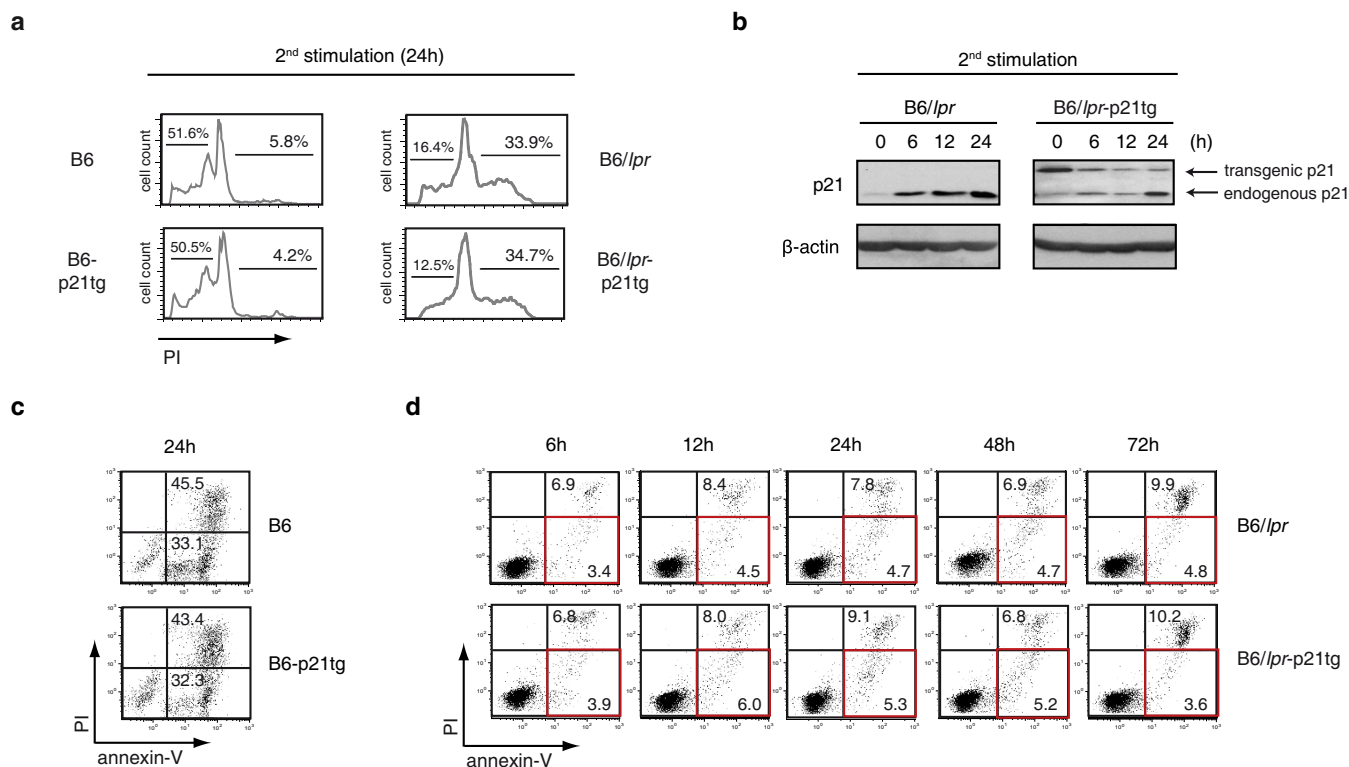 a
2nd stimulation (24h)
B6
cell count
51.6%
5.8%
cell count
16.4%
33.9%
B6/lpr
B6-
p21tg
cell count
50.5%
4.2%
cell count
12.5%
34.7%
B6/lpr-
p21tg
PI
b
2nd stimulation
B6/lpr
B6/lpr-p21tg
0 6 12 24
0 6 12 24 (h)
p21
transgenic p21
endogenous p21
β-actin
c
24h
45.5
33.1
B6
43.4
32.3
B6-p21tg
PI
annexin-V
d
6h 12h 24h 48h 72h
6.9 8.4 7.8 6.9 9.9
B6/lpr
3.4 4.5 4.7 4.7 4.8
6.8 8.0 9.1 6.8 10.2
B6/lpr-p21tg
3.9 6.0 5.3 5.2 3.6
PI
annexin-V